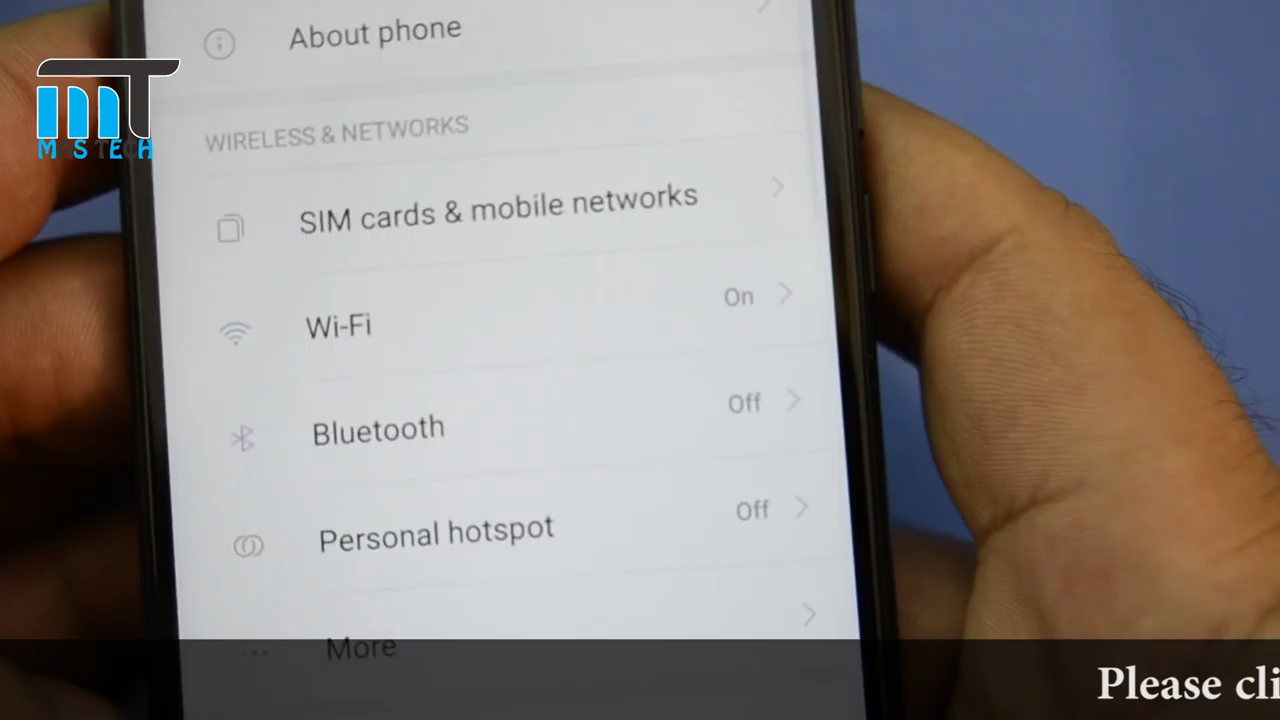 About phone
WIRELESS & NETWORKS
SIM cards & mobile networks
Wi-Fi On
Bluetooth Off
Personal hotspot Off
More
mT
Please cli